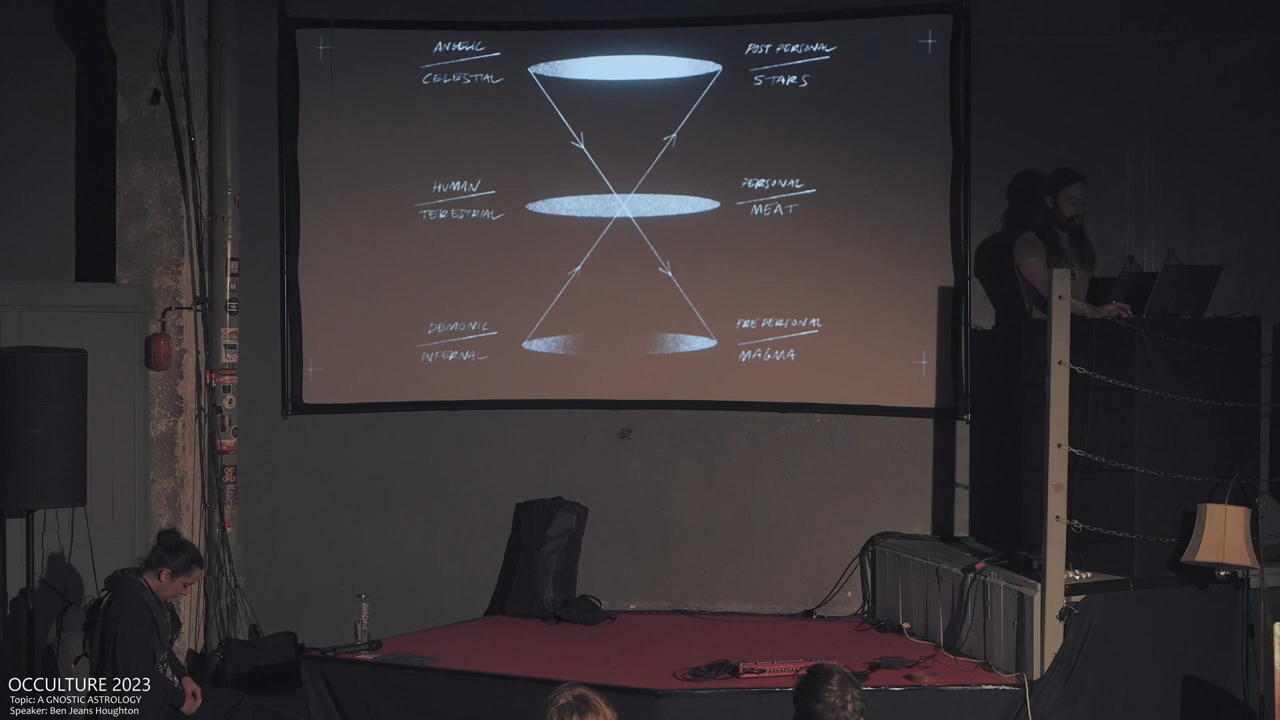 ANGELIC
CELESTIAL
POST PERSONAL
STARS
HUMAN
TERESTRIAL
PERSONAL
MEAT
DEMONIC
INFERNAL
PREPERSONAL
MAGMA
OCCULTURE 2023
Topic: A GNOSTIC ASTROLOGY
Speaker: Ben Jeans Houghton